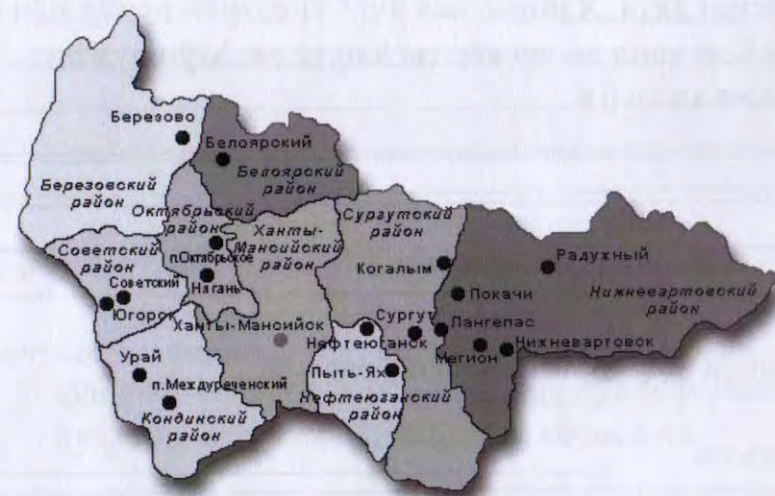 Березово
Белоярский
Белоярский
район
Березовский
район
Октябрьский
район
Ханты-
Мансийский
район
Сургутский
район
Советский
район
Советский
п.Октябрьское
Нягань
Когалым
Радужный
Покачи
Нижневартовский
район
Югорск
Ханты-Мансийск
Сургут
Нефтеюганск
Лангепас
Нижневартовск
Мегион
Урай
Пыть-Ях
п.Междуреченский
Нефтеюганский
район
Кондинский
район